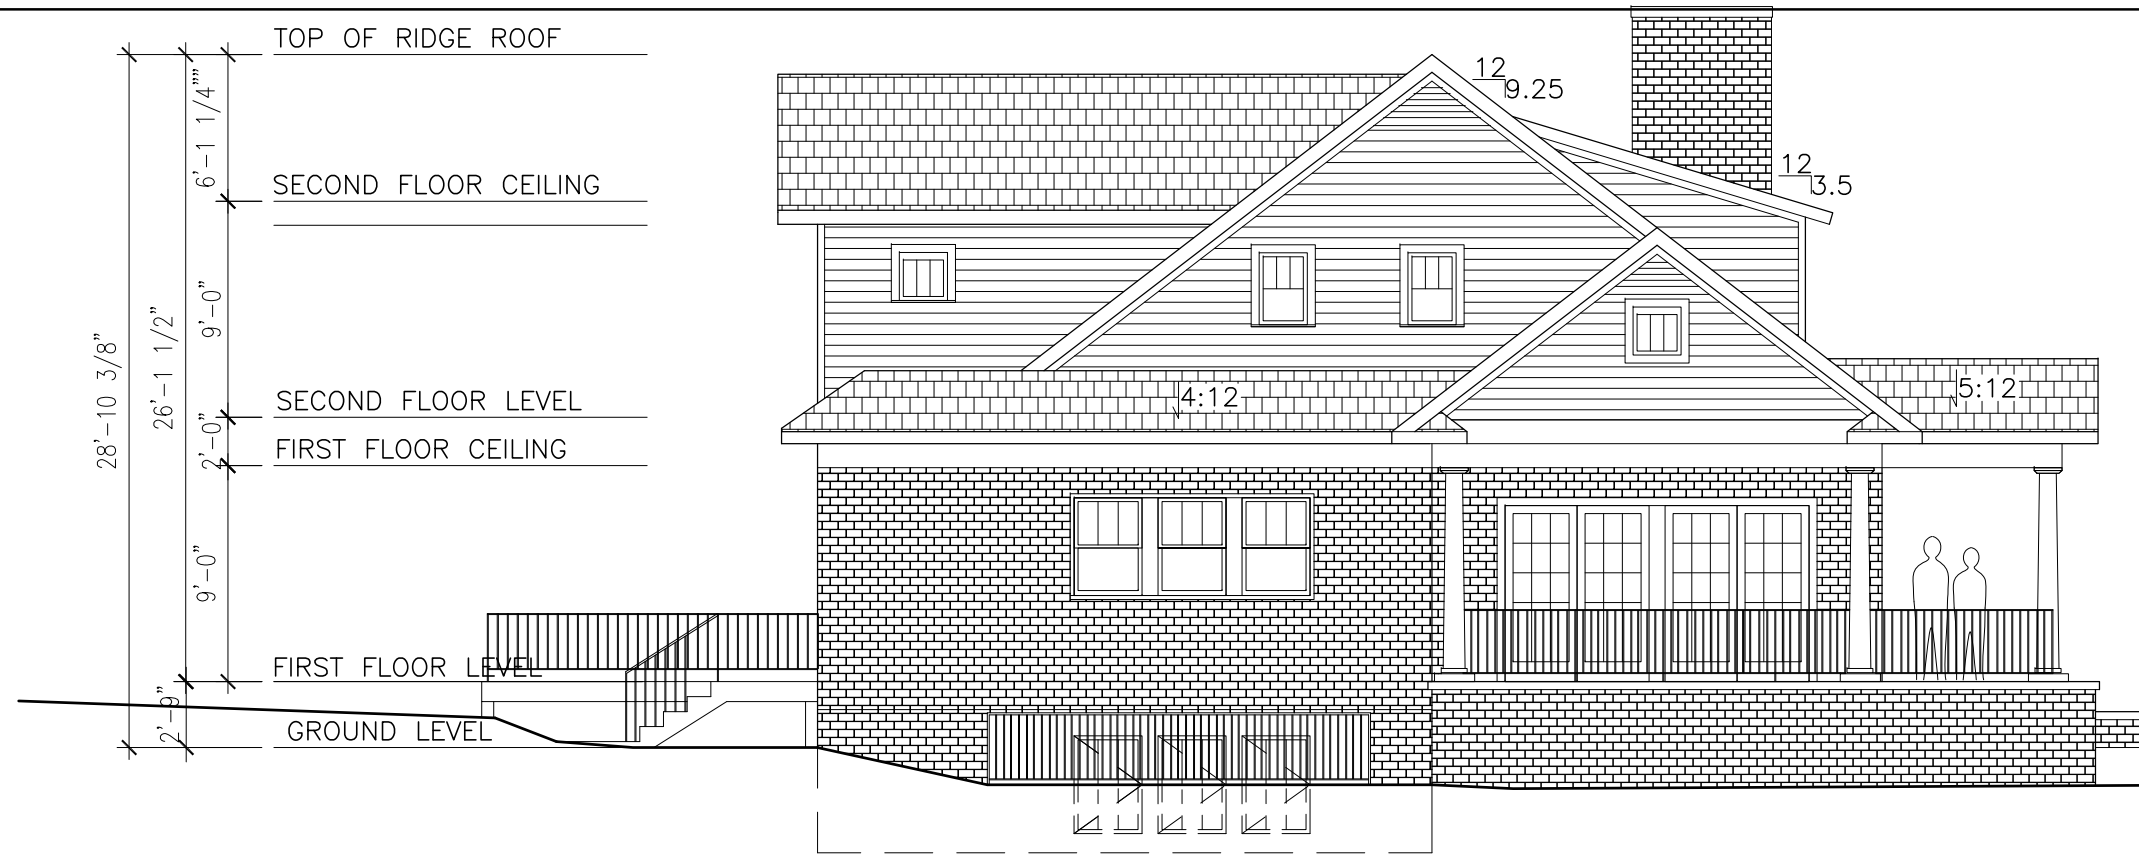 TOP OF RIDGE ROOF
12
9.25
6'-1 1/4""
12
3.5
SECOND FLOOR CEILING
9'-0"
26'-1 1/2"
28'-10 3/8"
SECOND FLOOR LEVEL
4:12
5:12
2'-0"
FIRST FLOOR CEILING
9'-0"
FIRST FLOOR LEVEL
2'-9"
GROUND LEVEL